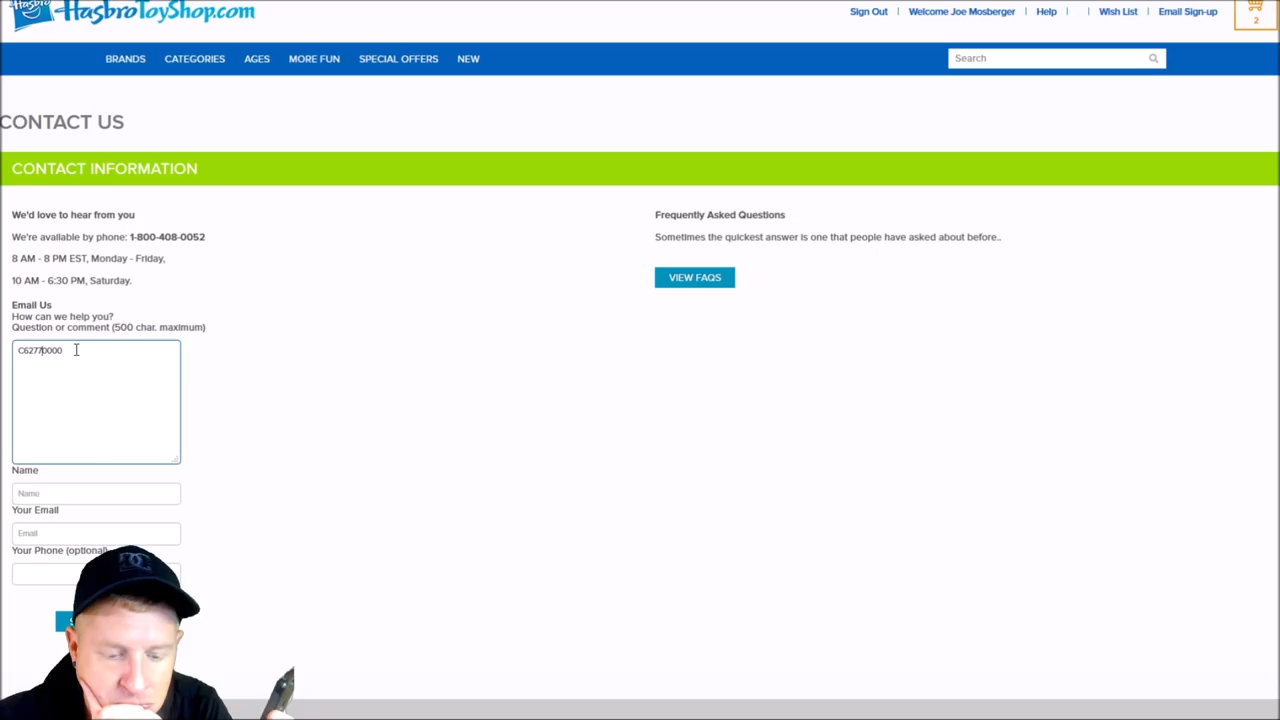 Hasbro
HasbroToyShop.com
Sign Out
Welcome Joe Mosberger
Help
Wish List
Email Sign-up
2
BRANDS
CATEGORIES
AGES
MORE FUN
SPECIAL OFFERS
NEW
Search
CONTACT US
CONTACT INFORMATION
We'd love to hear from you
We're available by phone: 1-800-408-0052
8 AM - 8 PM EST, Monday - Friday,
10 AM - 6:30 PM, Saturday.
Email Us
How can we help you?
Question or comment (500 char. maximum)
C62770000
Name
Name
Your Email
Email
Your Phone (optional)
Frequently Asked Questions
Sometimes the quickest answer is one that people have asked about before..
VIEW FAQS